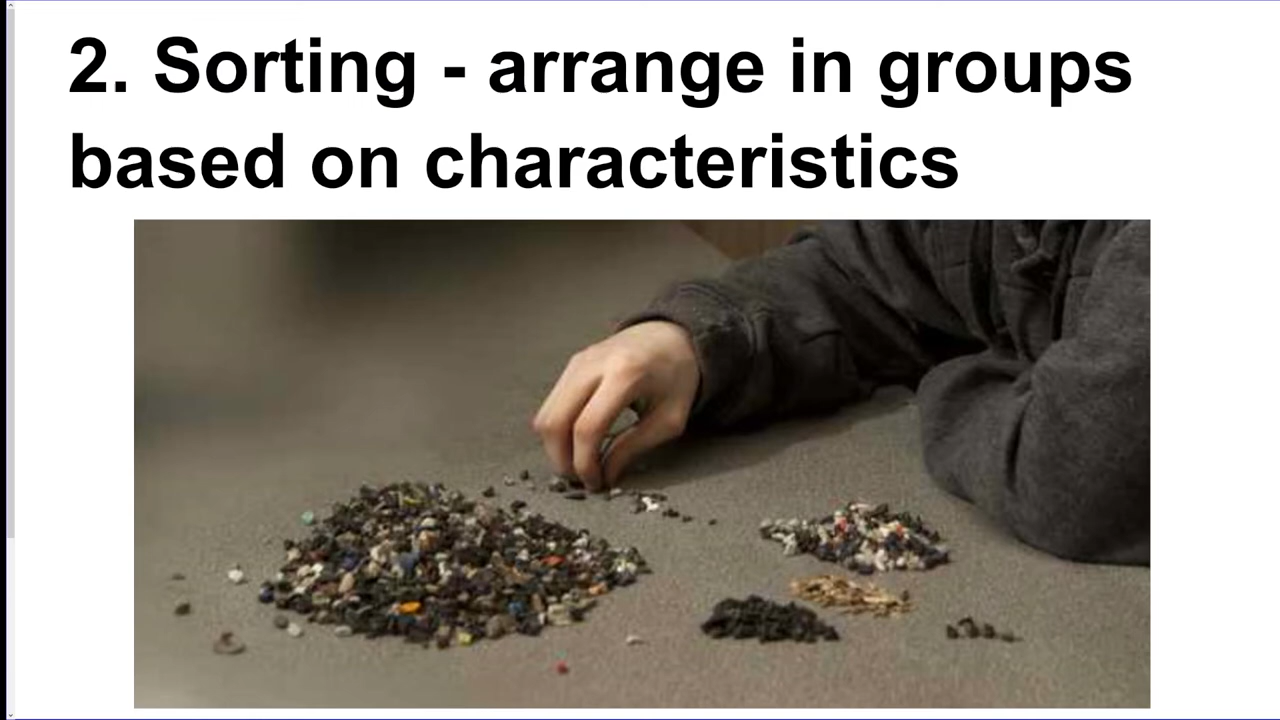 2. Sorting - arrange in groups
based on characteristics